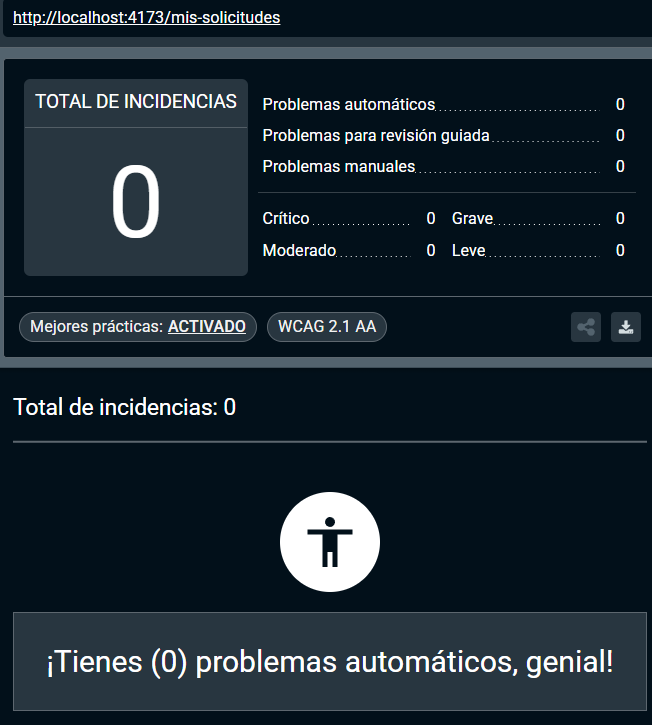 http://localhost:4173/mis-solicitudes
TOTAL DE INCIDENCIAS
0
Problemas automáticos 0
Problemas para revisión guiada 0
Problemas manuales 0
Crítico 0 Grave 0
Moderado 0 Leve 0
Mejores prácticas: ACTIVADO WCAG 2.1 AA
Total de incidencias: 0
¡Tienes (0) problemas automáticos, genial!